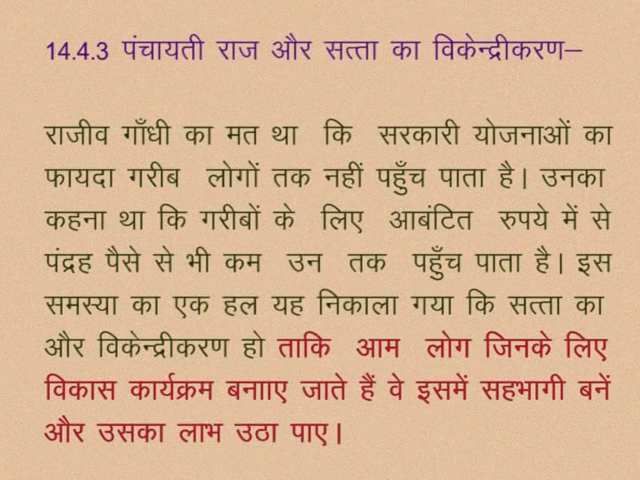 14.4.3 पंचायती राज और सत्ता का विकेन्द्रीकरण–
राजीव गाँधी का मत था कि सरकारी योजनाओं का
फायदा गरीब लोगों तक नहीं पहुँच पाता है। उनका
कहना था कि गरीबों के लिए आबंटित रुपये में से
पंद्रह पैसे से भी कम उन तक पहुँच पाता है। इस
समस्या का एक हल यह निकाला गया कि सत्ता का
और विकेन्द्रीकरण हो ताकि आम लोग जिनके लिए
विकास कार्यक्रम बनााए जाते हैं वे इसमें सहभागी बनें
और उसका लाभ उठा पाए।